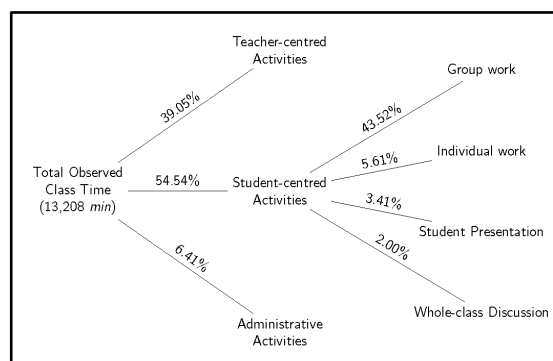 Teacher-centred
Activities
Group work
39.05%
43.52%
Individual work
5.61%
Total Observed
Class Time
(13,208 min)
54.54%
Student-centred
Activities
3.41%
Student Presentation
6.41%
2.00%
Whole-class Discussion
Administrative
Activities